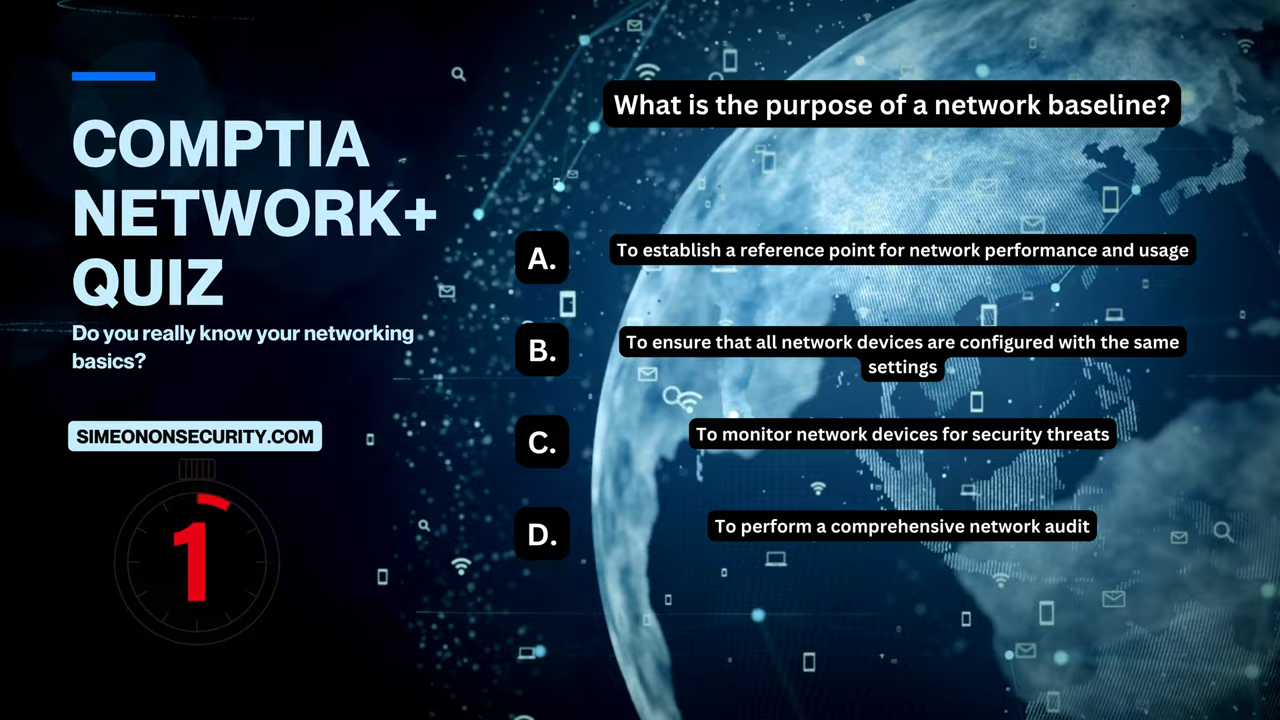 COMPTIA
NETWORK+
QUIZ
Do you really know your networking
basics?
SIMEONONSECURITY.COM
1
What is the purpose of a network baseline?
A.
To establish a reference point for network performance and usage
B.
To ensure that all network devices are configured with the same
settings
C.
To monitor network devices for security threats
D.
To perform a comprehensive network audit